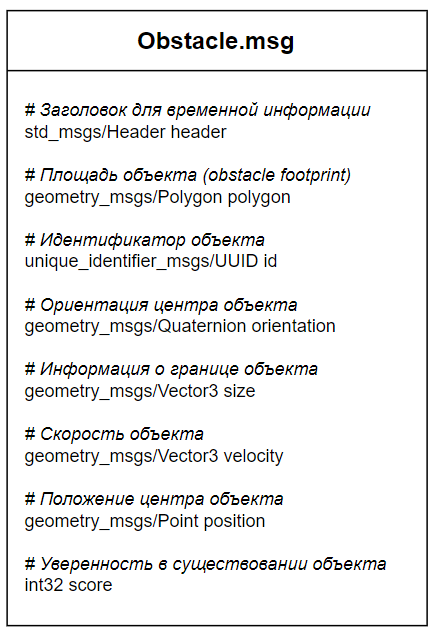 Obstacle.msg
# Заголовок для временной информации
std_msgs/Header header
# Площадь объекта (obstacle footprint)
geometry_msgs/Polygon polygon
# Идентификатор объекта
unique_identifier_msgs/UUID id
# Ориентация центра объекта
geometry_msgs/Quaternion orientation
# Информация о границе объекта
geometry_msgs/Vector3 size
# Скорость объекта
geometry_msgs/Vector3 velocity
# Положение центра объекта
geometry_msgs/Point position
# Уверенность в существовании объекта
int32 score